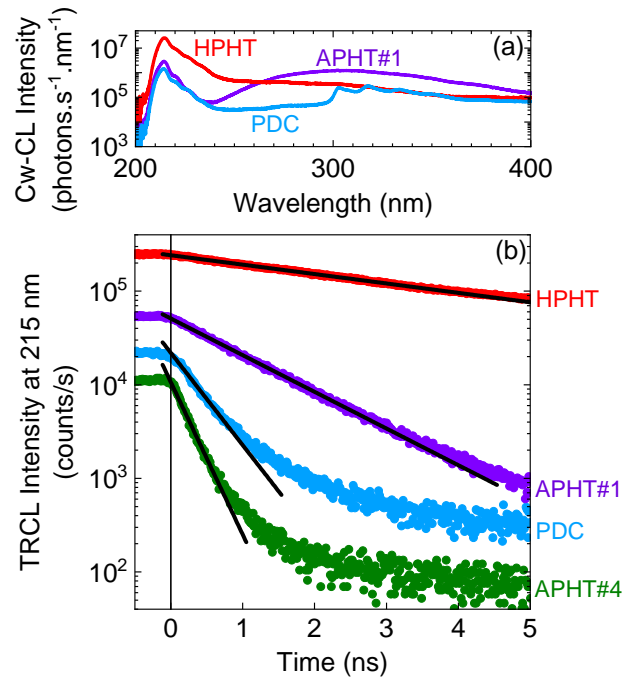 Cw-CL Intensity
(photons.s⁻¹.nm⁻¹)
10⁷
10⁵
10³
HPHT
APHT#1
PDC
(a)
200
300
400
Wavelength (nm)
TRCL Intensity at 215 nm
(counts/s)
10⁵
10⁴
10³
10²
(b)
HPHT
APHT#1
PDC
APHT#4
0
1
2
3
4
5
Time (ns)